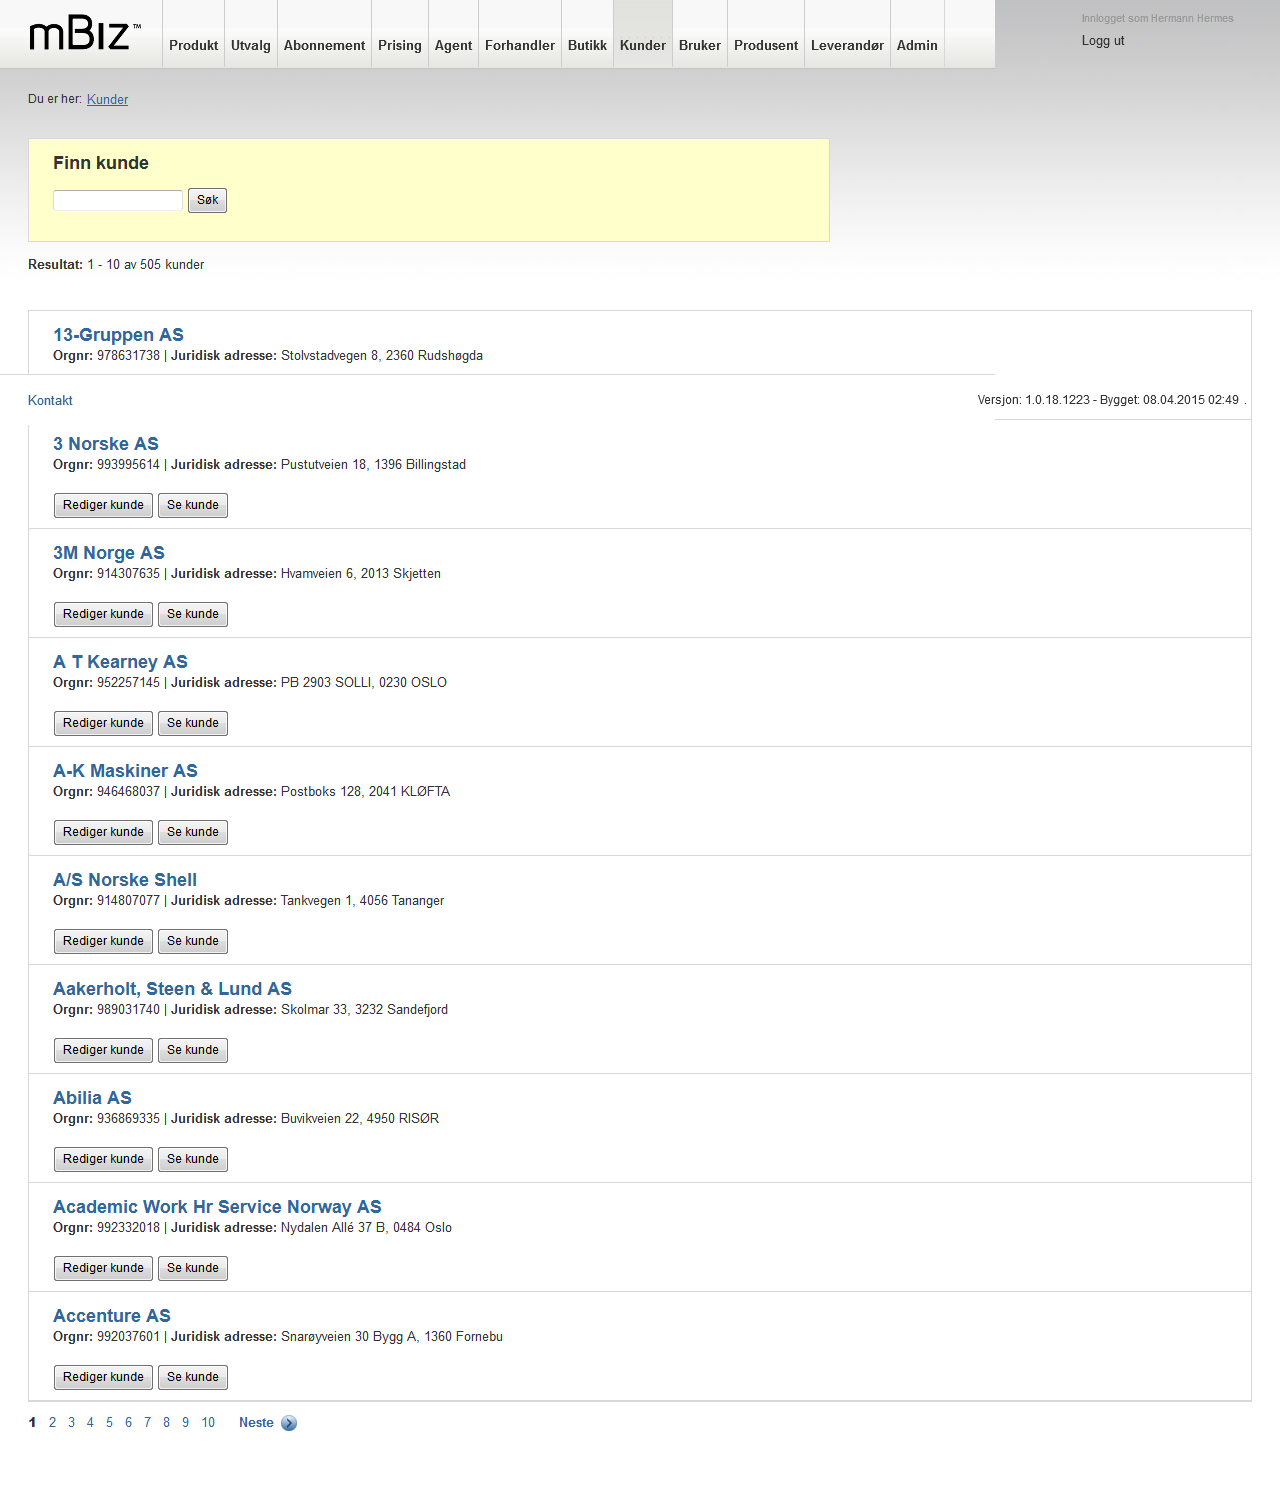 mBIZ™
Produkt Utvalg Abonnement Prising Agent Forhandler Butikk Kunder Bruker Produsent Leverandør Admin
Innlogget som Hermann Hermes
Logg ut
Du er her: Kunder
Finn kunde
Søk
Resultat: 1 - 10 av 505 kunder
13-Gruppen AS
Orgnr: 978631738 | Juridisk adresse: Stolvstadvegen 8, 2360 Rudshøgda
Kontakt
Versjon: 1.0.18.1223 - Bygget: 08.04.2015 02:49 .
3 Norske AS
Orgnr: 993995614 | Juridisk adresse: Pustutveien 18, 1396 Billingstad
Rediger kunde Se kunde
3M Norge AS
Orgnr: 914307635 | Juridisk adresse: Hvamveien 6, 2013 Skjetten
Rediger kunde Se kunde
A T Kearney AS
Orgnr: 952257145 | Juridisk adresse: PB 2903 SOLLI, 0230 OSLO
Rediger kunde Se kunde
A-K Maskiner AS
Orgnr: 946468037 | Juridisk adresse: Postboks 128, 2041 KLØFTA
Rediger kunde Se kunde
A/S Norske Shell
Orgnr: 914807077 | Juridisk adresse: Tankvegen 1, 4056 Tananger
Rediger kunde Se kunde
Aakerholt, Steen & Lund AS
Orgnr: 989031740 | Juridisk adresse: Skolmar 33, 3232 Sandefjord
Rediger kunde Se kunde
Abilia AS
Orgnr: 936869335 | Juridisk adresse: Buvikveien 22, 4950 RISØR
Rediger kunde Se kunde
Academic Work Hr Service Norway AS
Orgnr: 992332018 | Juridisk adresse: Nydalen Allé 37 B, 0484 Oslo
Rediger kunde Se kunde
Accenture AS
Orgnr: 992037601 | Juridisk adresse: Snarøyveien 30 Bygg A, 1360 Fornebu
Rediger kunde Se kunde
1 2 3 4 5 6 7 8 9 10 Neste